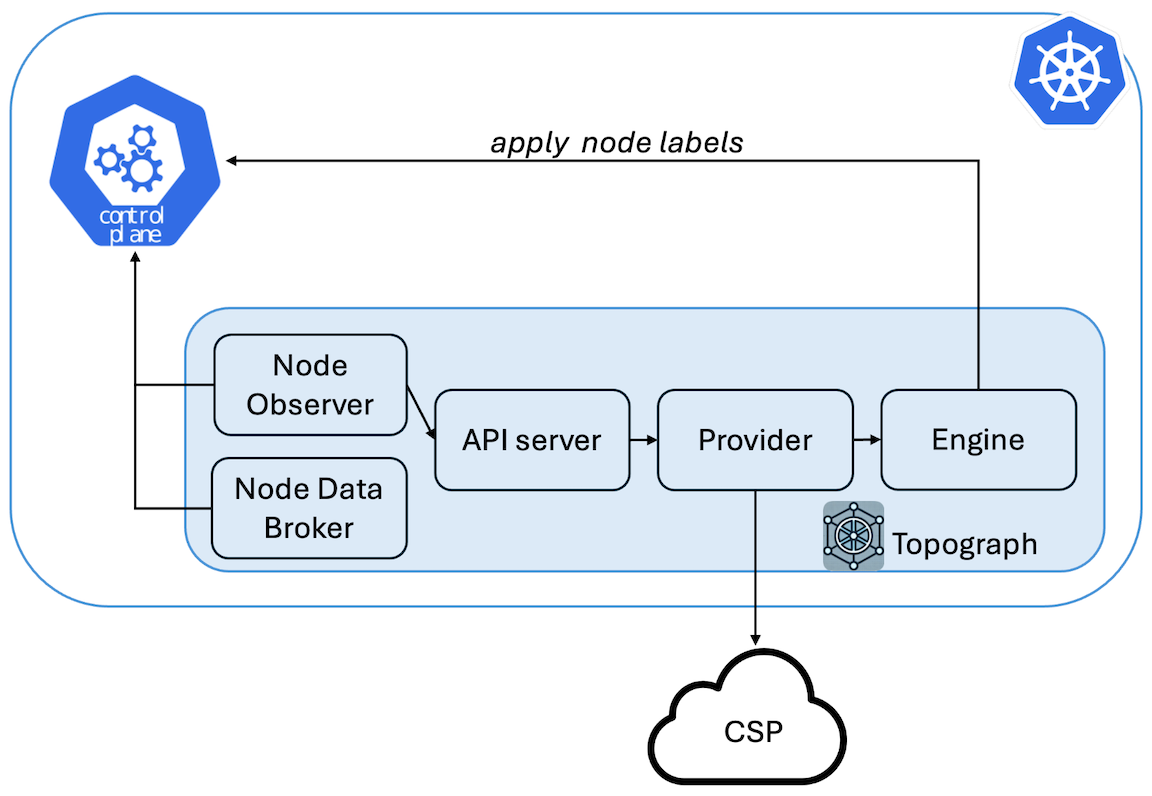 apply  node labels
control
plane
Node
Observer
API server
Provider
Engine
Node Data
Broker
Topograph
CSP